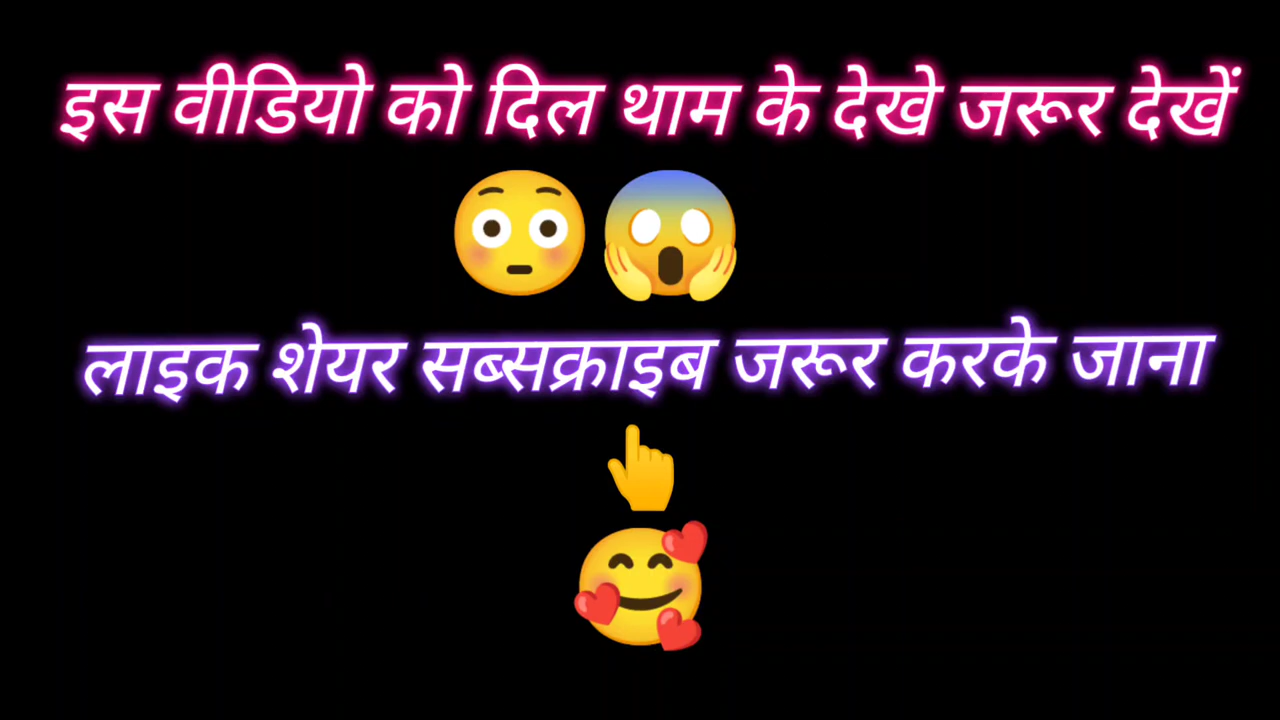 इस वीडियो को दिल थाम के देखे जरूर देखें
😳😱
लाइक शेयर सब्सक्राइब जरूर करके जाना
👆
🥰